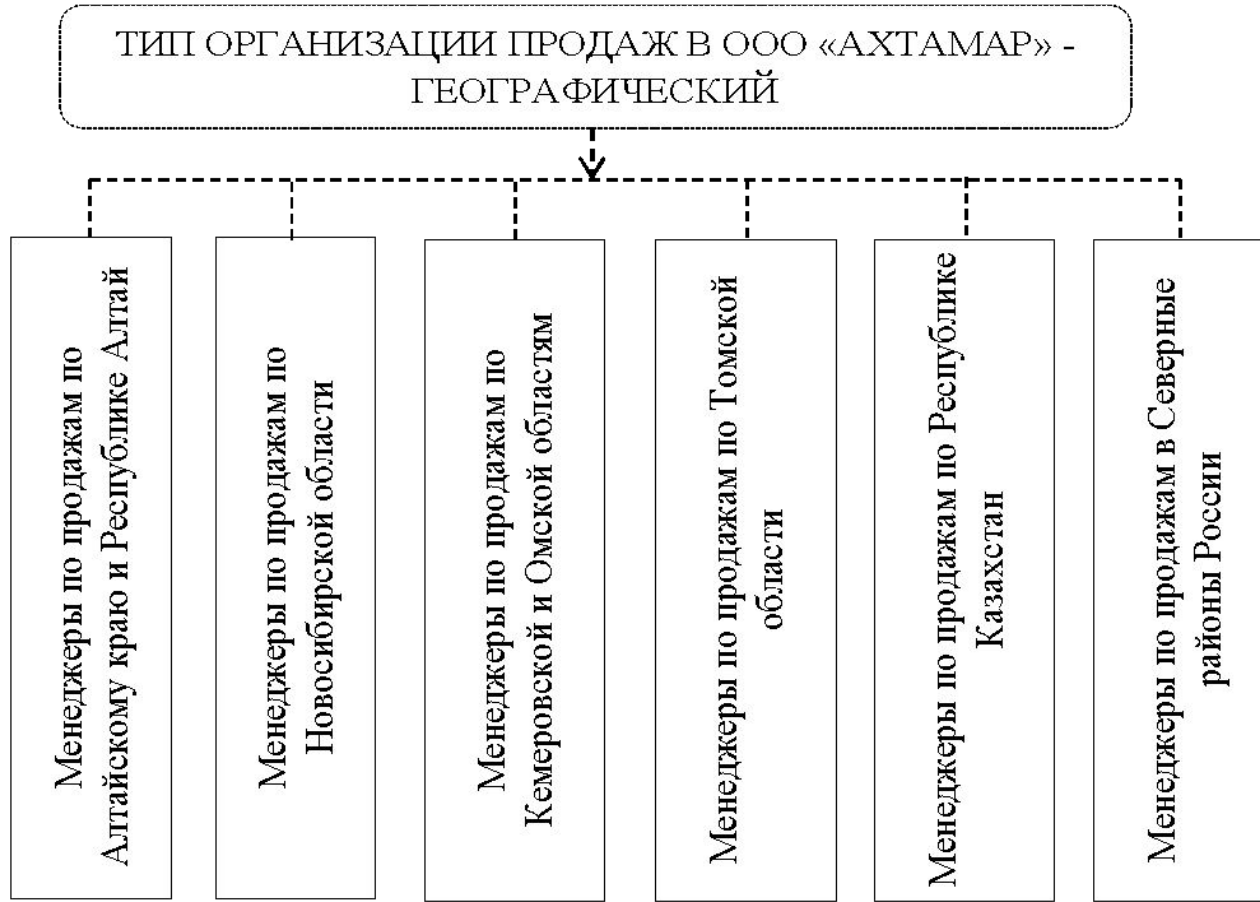 ТИП ОРГАНИЗАЦИИ ПРОДАЖ В ООО «АХТАМАР» -
ГЕОГРАФИЧЕСКИЙ
Менеджеры по продажам по
Алтайскому краю и Республике Алтай
Менеджеры по продажам по
Новосибирской области
Менеджеры по продажам по
Кемеровской и Омской областям
Менеджеры по продажам по Томской
области
Менеджеры по продажам по Республике
Казахстан
Менеджеры по продажам в Северные
районы России